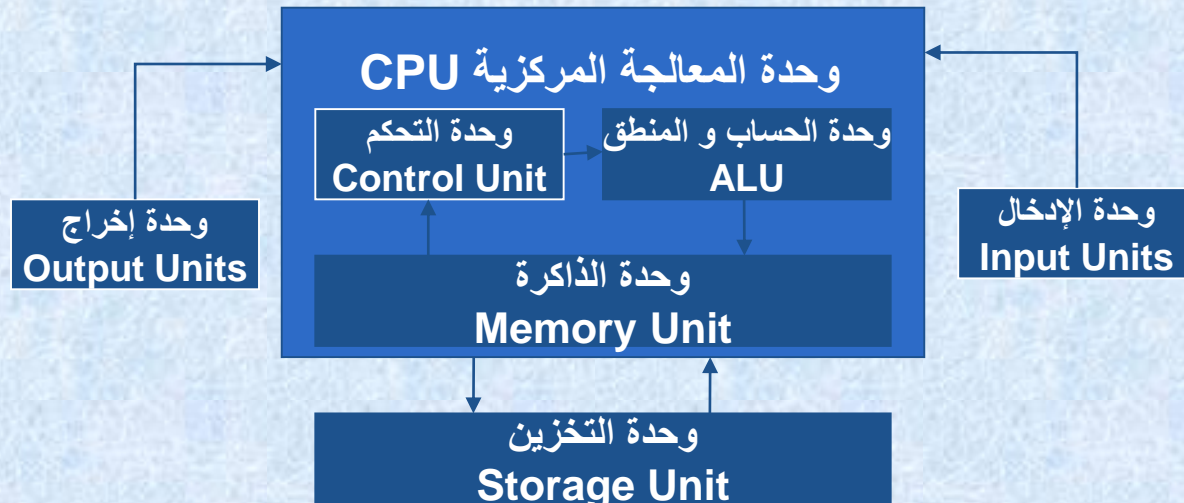 وحدة المعالجة المركزية CPU
وحدة الحساب و المنطق
ALU
وحدة التحكم
Control Unit
وحدة الإدخال
Input Units
وحدة إخراج
Output Units
وحدة الذاكرة
Memory Unit
وحدة التخزين
Storage Unit